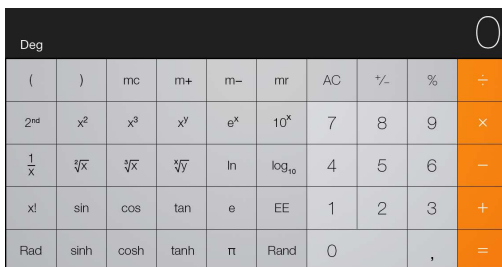 0
Deg
( ) mc m+ m− mr AC +/− % ÷
2nd x² x³ xʸ eˣ 10ˣ 7 8 9 ×
1/x ²√x ³√x ˣ√y ln log₁₀ 4 5 6 −
x! sin cos tan e EE 1 2 3 +
Rad sinh cosh tanh π Rand 0 , =